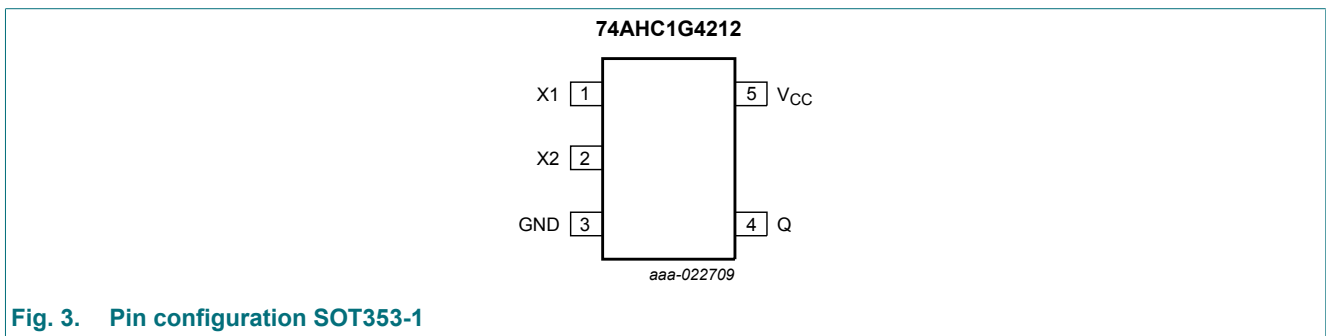 74AHC1G4212
X1 1 5 VCC
X2 2
GND 3 4 Q
aaa-022709
Fig. 3. Pin configuration SOT353-1